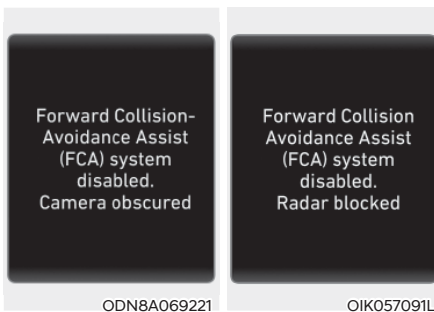 Forward Collision-
Avoidance Assist
(FCA) system
disabled.
Camera obscured
ODN8A069221
Forward Collision
Avoidance Assist
(FCA) system
disabled.
Radar blocked
OIK057091L